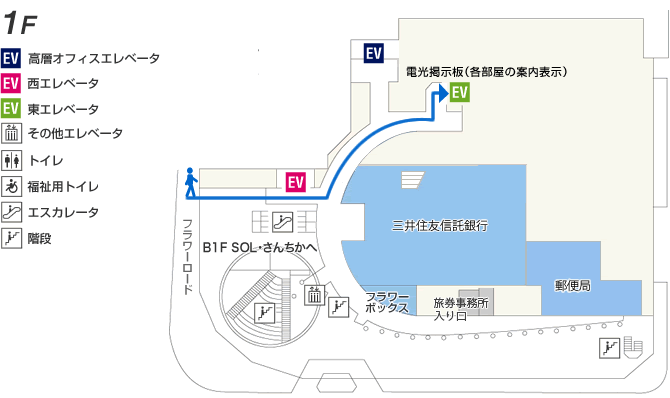 1F
EV 高層オフィスエレベータ
EV 西エレベータ
EV 東エレベータ
その他エレベータ
トイレ
福祉用トイレ
エスカレータ
階段
EV
電光掲示板(各部屋の案内表示)
EV
EV
フラワーロード
三井住友信託銀行
B1F SOL・さんちかへ
郵便局
フラワー
ボックス
旅券事務所
入り口